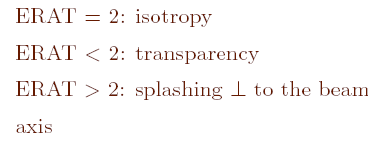 ERAT = 2: isotropy
ERAT < 2: transparency
ERAT > 2: splashing ⊥ to the beam
axis